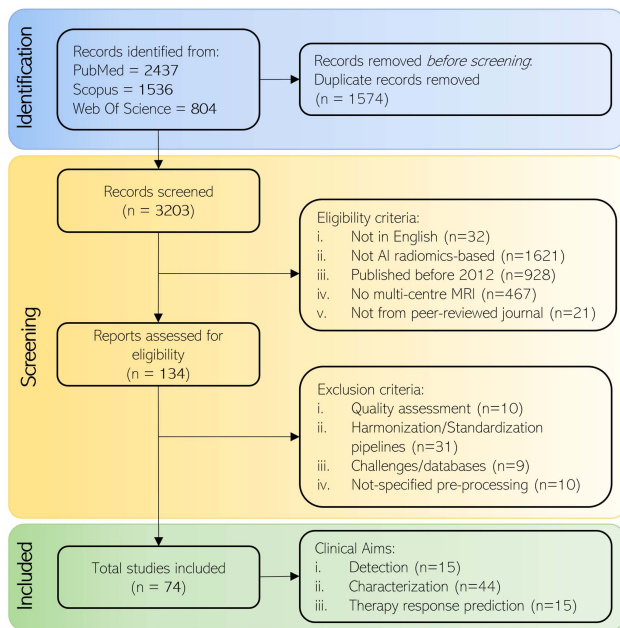 Identification
Records identified from:
PubMed = 2437
Scopus = 1536
Web Of Science = 804
Records removed before screening:
Duplicate records removed
(n = 1574)
Screening
Records screened
(n = 3203)
Eligibility criteria:
i. Not in English (n=32)
ii. Not AI radiomics-based (n=1621)
iii. Published before 2012 (n=928)
iv. No multi-centre MRI (n=467)
v. Not from peer-reviewed journal (n=21)
Reports assessed for
eligibility
(n = 134)
Exclusion criteria:
i. Quality assessment (n=10)
ii. Harmonization/Standardization
pipelines (n=31)
iii. Challenges/databases (n=9)
iv. Not-specified pre-processing (n=10)
Included
Total studies included
(n = 74)
Clinical Aims:
i. Detection (n=15)
ii. Characterization (n=44)
iii. Therapy response prediction (n=15)